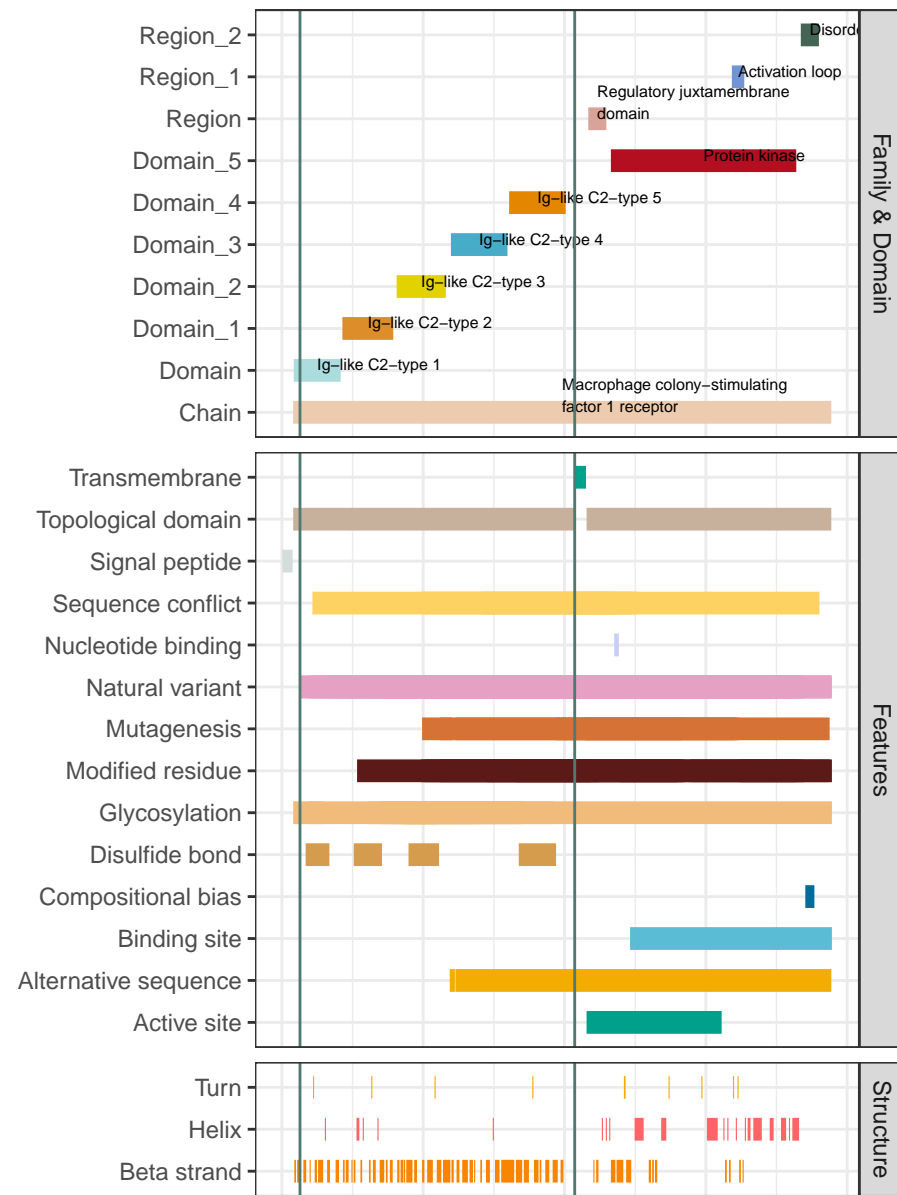 Region_2
Region_1
Region
Domain_5
Domain_4
Domain_3
Domain_2
Domain_1
Domain
Chain
Disorde
Activation loop
Regulatory juxtamembrane
domain
Protein kinase
Ig−like C2−type 5
Ig−like C2−type 4
Ig−like C2−type 3
Ig−like C2−type 2
Ig−like C2−type 1
Macrophage colony−stimulating
factor 1 receptor
Family & Domain
Transmembrane
Topological domain
Signal peptide
Sequence conflict
Nucleotide binding
Natural variant
Mutagenesis
Modified residue
Glycosylation
Disulfide bond
Compositional bias
Binding site
Alternative sequence
Active site
Features
Turn
Helix
Beta strand
Structure